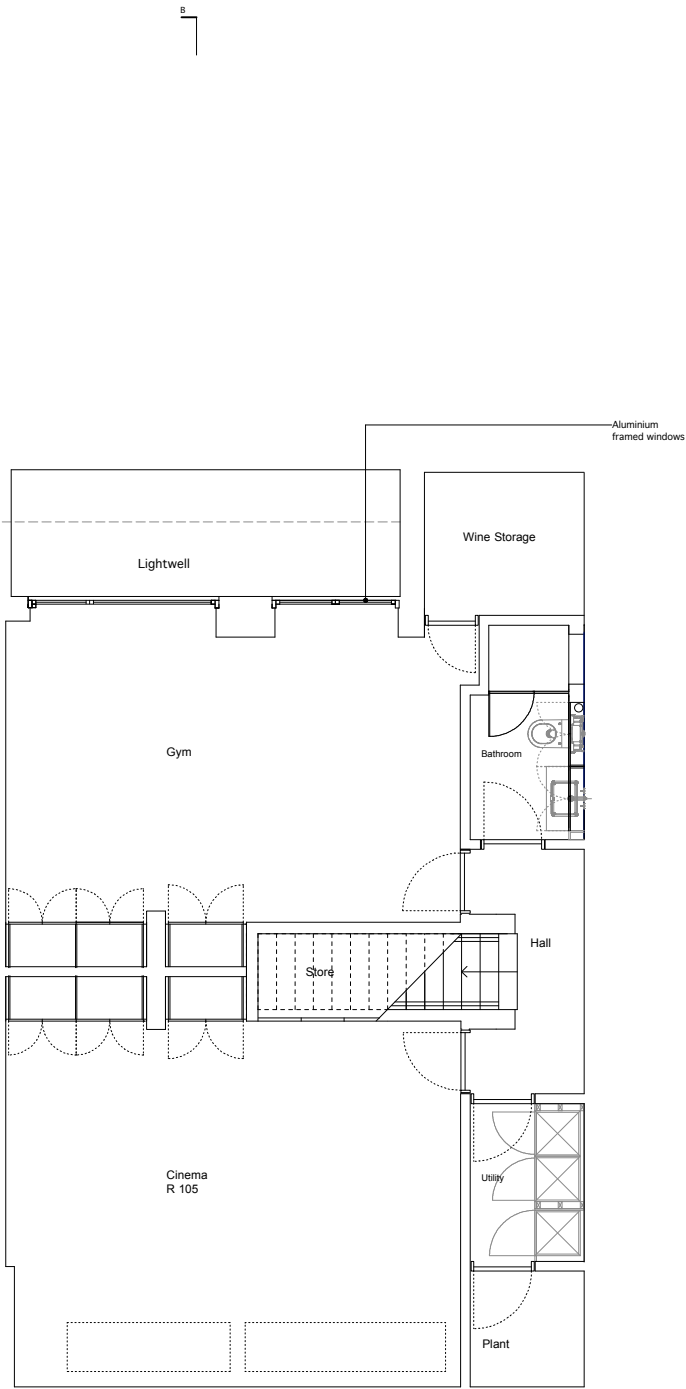 B
Aluminium
framed windows
Wine Storage
Lightwell
Gym
Bathroom
Hall
Store
Cinema
R 105
Utility
Plant